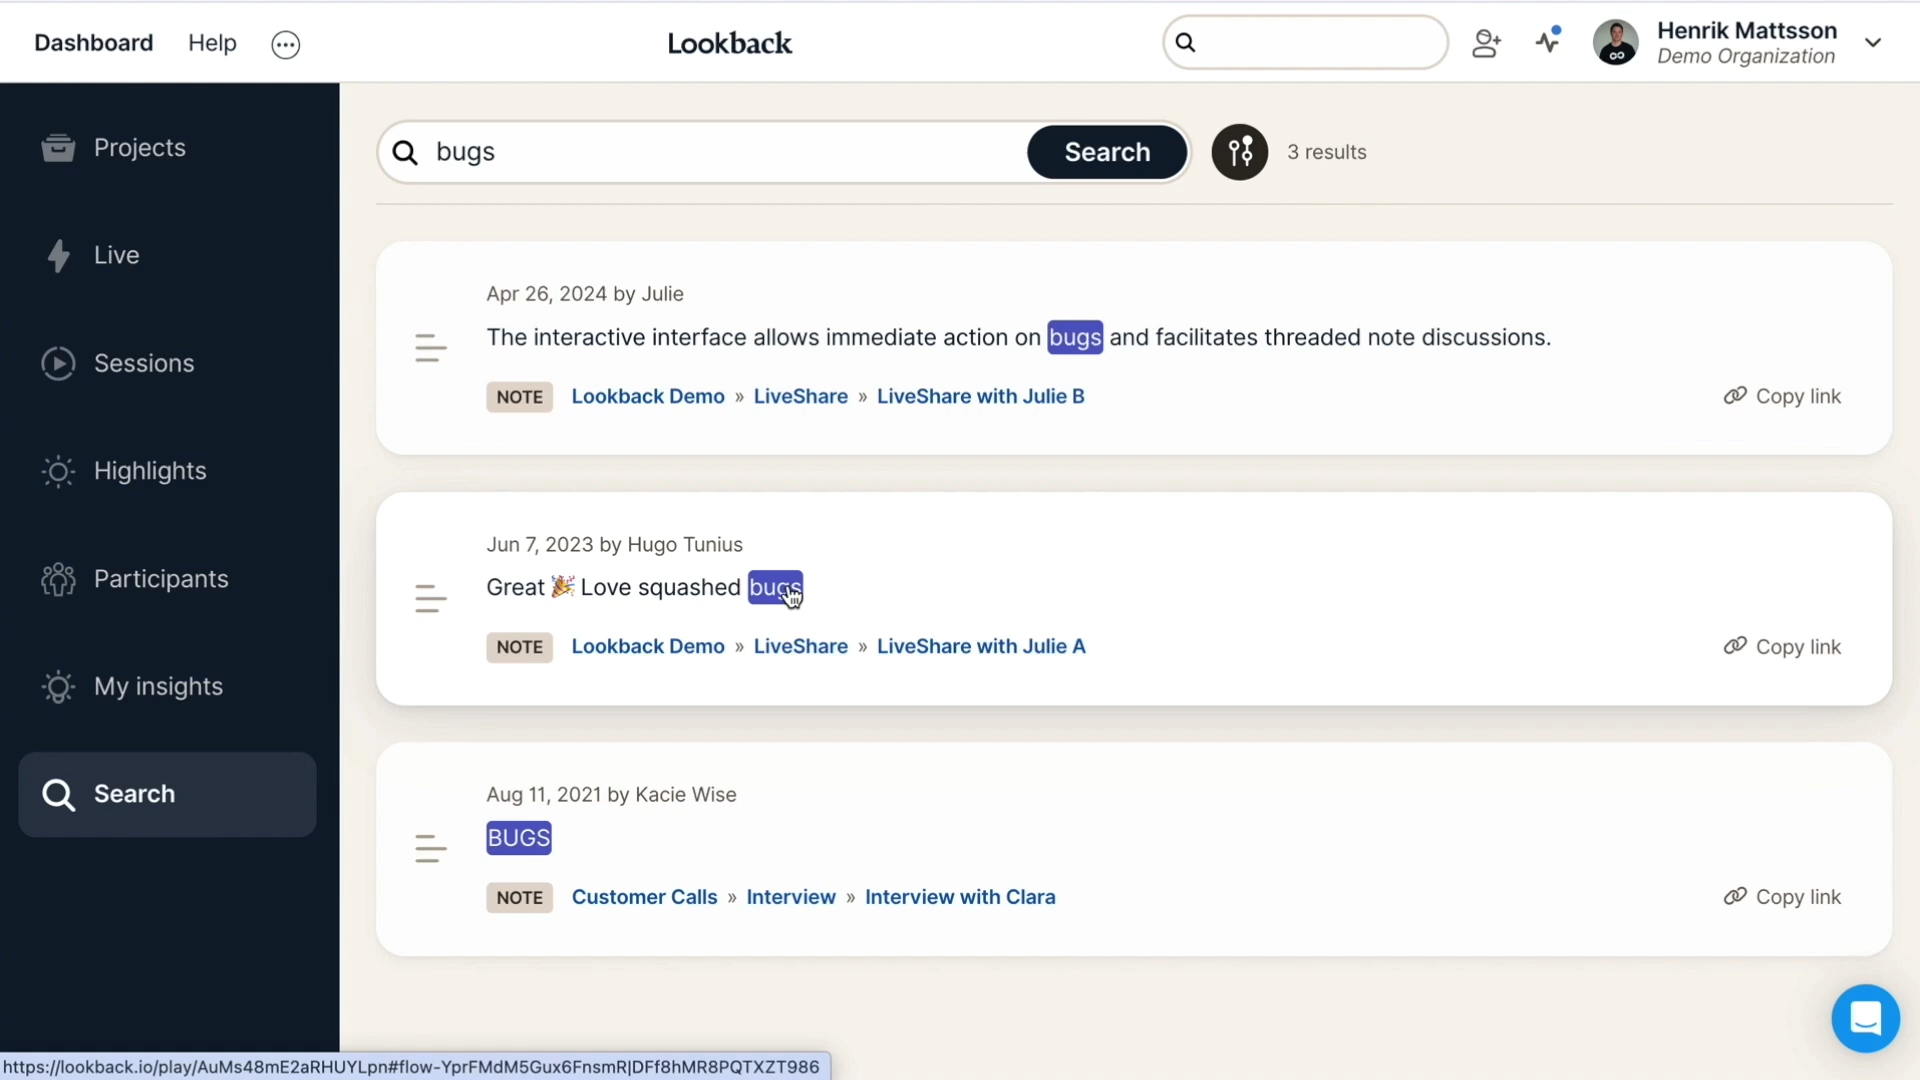 Dashboard Help Lookback Henrik Mattsson
Demo Organization
Projects
Live
Sessions
Highlights
Participants
My insights
Search
bugs Search 3 results
Apr 26, 2024 by Julie
The interactive interface allows immediate action on bugs and facilitates threaded note discussions.
NOTE Lookback Demo » LiveShare » LiveShare with Julie B Copy link
Jun 7, 2023 by Hugo Tunius
Great 🎉 Love squashed bugs
NOTE Lookback Demo » LiveShare » LiveShare with Julie A Copy link
Aug 11, 2021 by Kacie Wise
BUGS
NOTE Customer Calls » Interview » Interview with Clara Copy link
https://lookback.io/play/AuMs48mE2aRHUYLpn#flow-YprFMdM5Gux6FnsmR|DFf8hMR8PQTXZT986